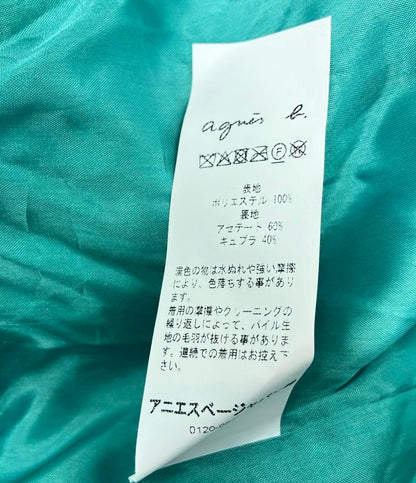 agnès b.
F
表地
ポリエステル 100%
裏地
アセテート 60%
キュプラ 40%
濃色の物は水ぬれや強い摩擦
により、色落ちする事があり
ます。
着用の摩擦やクリーニングの
繰り返しによって、パイル生
地の毛羽が抜ける事がありま
す。連続での着用はお控え下
アニエスベージャ
0120-